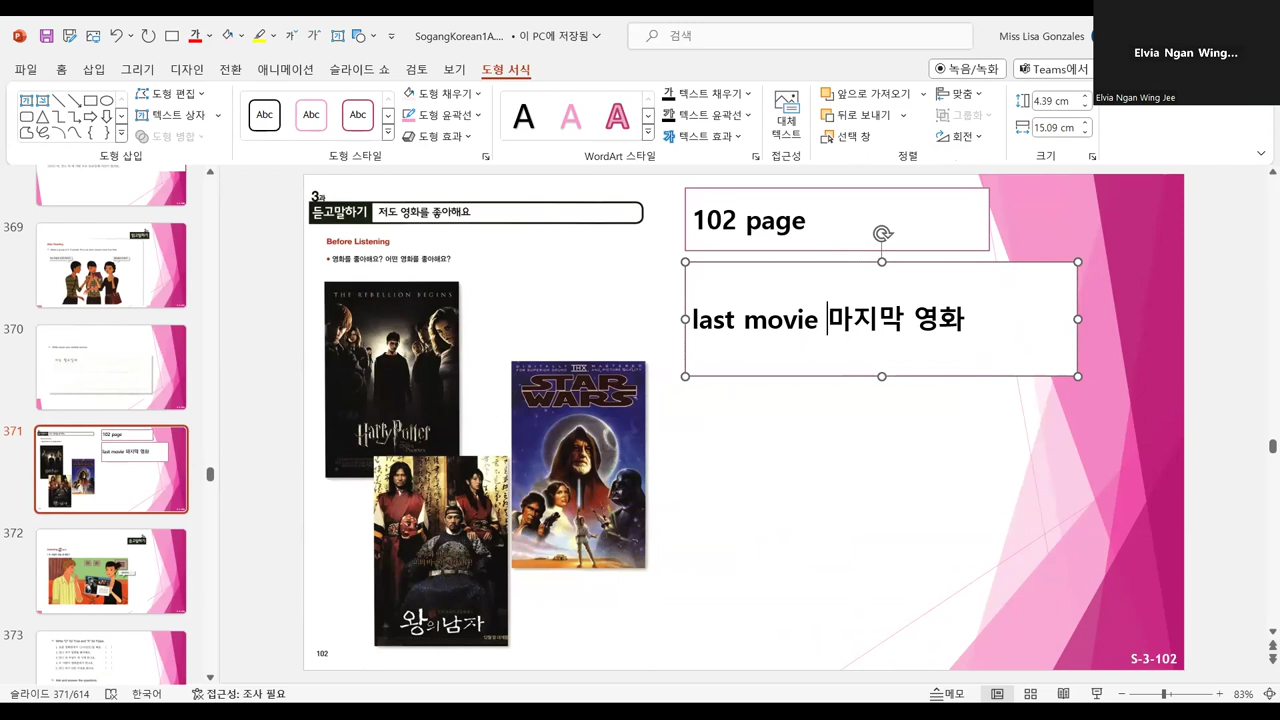 SogangKorean1A.... • 이 PC에 저장됨
검색
Miss Lisa Gonzales
Elvia Ngan Wing...
Elvia Ngan Wing Jee
파일 홈 삽입 그리기 디자인 전환 애니메이션 슬라이드 쇼 검토 보기 도형 서식
녹음/녹화
Teams에서
도형 편집
텍스트 상자
도형 병합
도형 삽입
Abc Abc Abc
도형 채우기
도형 윤곽선
도형 효과
도형 스타일
A A A
텍스트 채우기
텍스트 윤곽선
텍스트 효과
WordArt 스타일
대체
텍스트
접근성
앞으로 가져오기
뒤로 보내기
선택 창
맞춤
그룹화
회전
정렬
4.39 cm
15.09 cm
크기
369
370
371
102 page
last movie 마지막 영화
372
373
3과
듣고말하기 저도 영화를 좋아해요
Before Listening
• 영화를 좋아해요? 어떤 영화를 좋아해요?
THE REBELLION BEGINS
Harry Potter
DIGITALLY THX MASTERED
STAR
WARS
왕의 남자
102
102 page
last movie 마지막 영화
S-3-102
슬라이드 371/614 한국어 접근성: 조사 필요
메모
83%